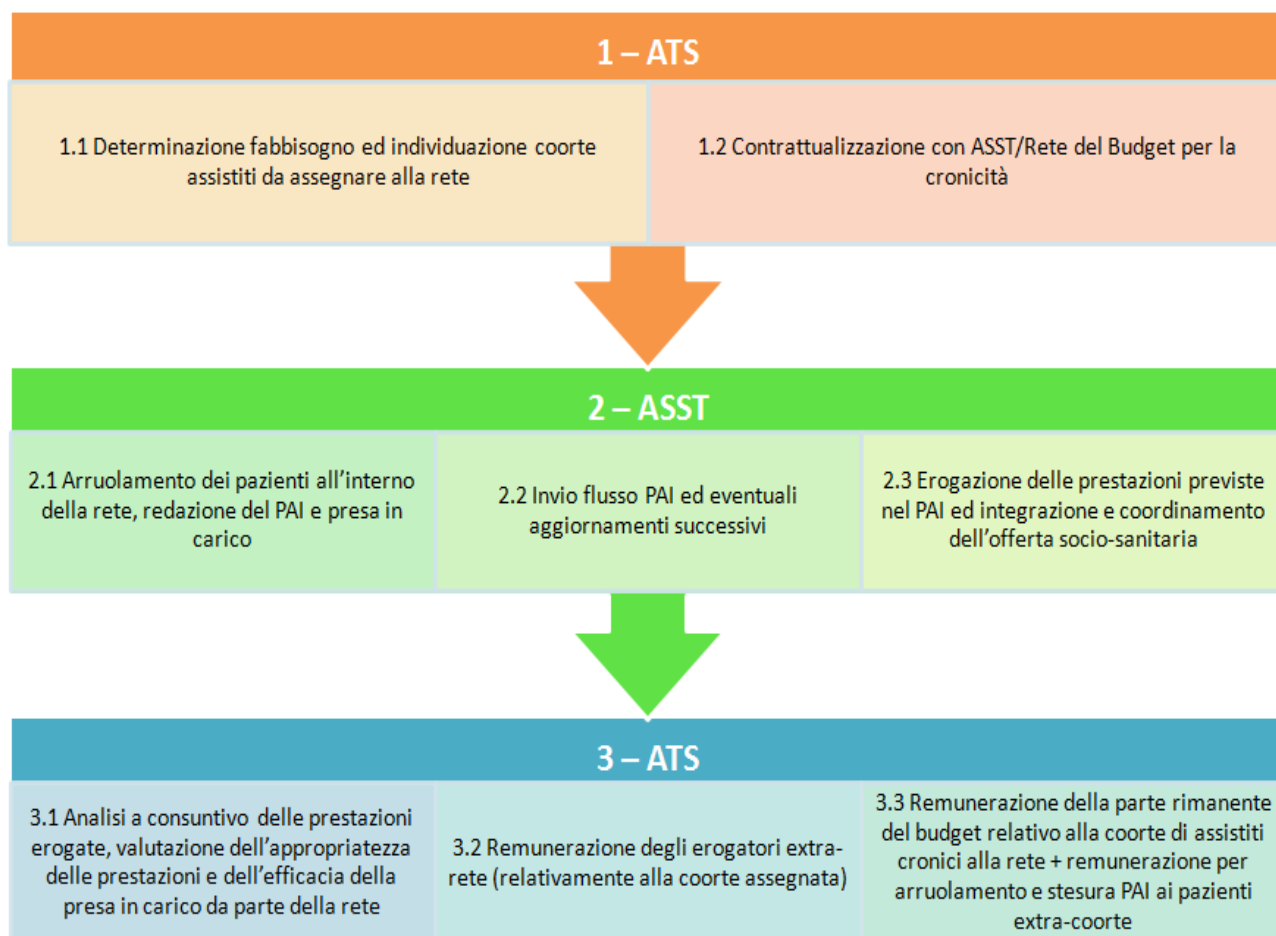 1 – ATS
1.1 Determinazione fabbisogno ed individuazione coorte
assistiti da assegnare alla rete
1.2 Contrattualizzazione con ASST/Rete del Budget per la
cronicità
2 – ASST
2.1 Arruolamento dei pazienti all’interno
della rete, redazione del PAI e presa in
carico
2.2 Invio flusso PAI ed eventuali
aggiornamenti successivi
2.3 Erogazione delle prestazioni previste
nel PAI ed integrazione e coordinamento
dell’offerta socio-sanitaria
3 – ATS
3.1 Analisi a consuntivo delle prestazioni
erogate, valutazione dell’appropriatezza
delle prestazioni e dell’efficacia della
presa in carico da parte della rete
3.2 Remunerazione degli erogatori extra-
rete (relativamente alla coorte assegnata)
3.3 Remunerazione della parte rimanente
del budget relativo alla coorte di assistiti
cronici alla rete + remunerazione per
arruolamento e stesura PAI ai pazienti
extra-coorte